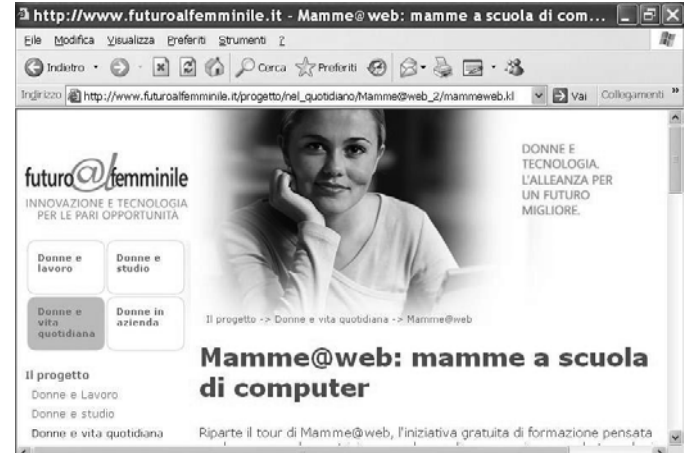 http://www.futuroalfemminile.it - Mamme@web: mamme a scuola di com...
File Modifica Visualizza Preferiti Strumenti ?
Indietro Cerca Preferiti
Indirizzo http://www.futuroalfemminile.it/progetto/nel_quotidiano/Mamme@web_2/mammeweb.kl Vai Collegamenti »
DONNE E
TECNOLOGIA.
L'ALLEANZA PER
UN FUTURO
MIGLIORE.
futuro@lfemminile
INNOVAZIONE E TECNOLOGIA
PER LE PARI OPPORTUNITÀ
Donne e
lavoro
Donne e
studio
Donne e
vita
quotidiana
Donne in
azienda
Il progetto -> Donne e vita quotidiana -> Mamme@web
Mamme@web: mamme a scuola
di computer
Il progetto
Donne e Lavoro
Donne e studio
Donne e vita quotidiana
Riparte il tour di Mamme@web, l'iniziativa gratuita di formazione pensata